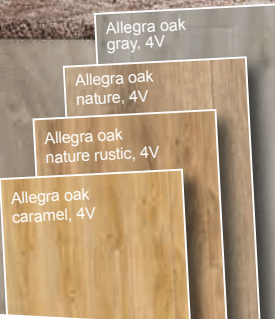 Allegra oak
gray, 4V
Allegra oak
nature, 4V
Allegra oak
nature rustic, 4V
Allegra oak
caramel, 4V